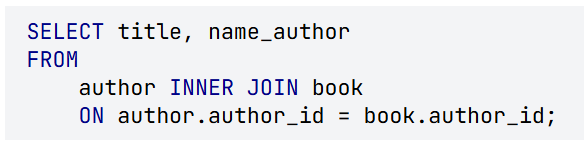 SELECT title, name_author
FROM
    author INNER JOIN book
    ON author.author_id = book.author_id;